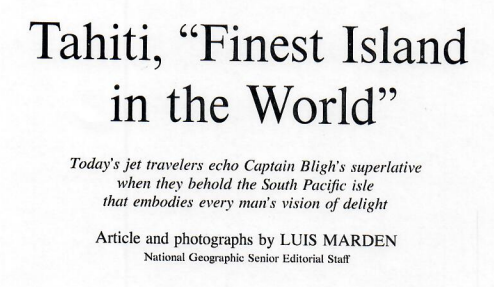 Tahiti, “Finest Island
in the World”
Today's jet travelers echo Captain Bligh's superlative
when they behold the South Pacific isle
that embodies every man's vision of delight
Article and photographs by LUIS MARDEN
National Geographic Senior Editorial Staff